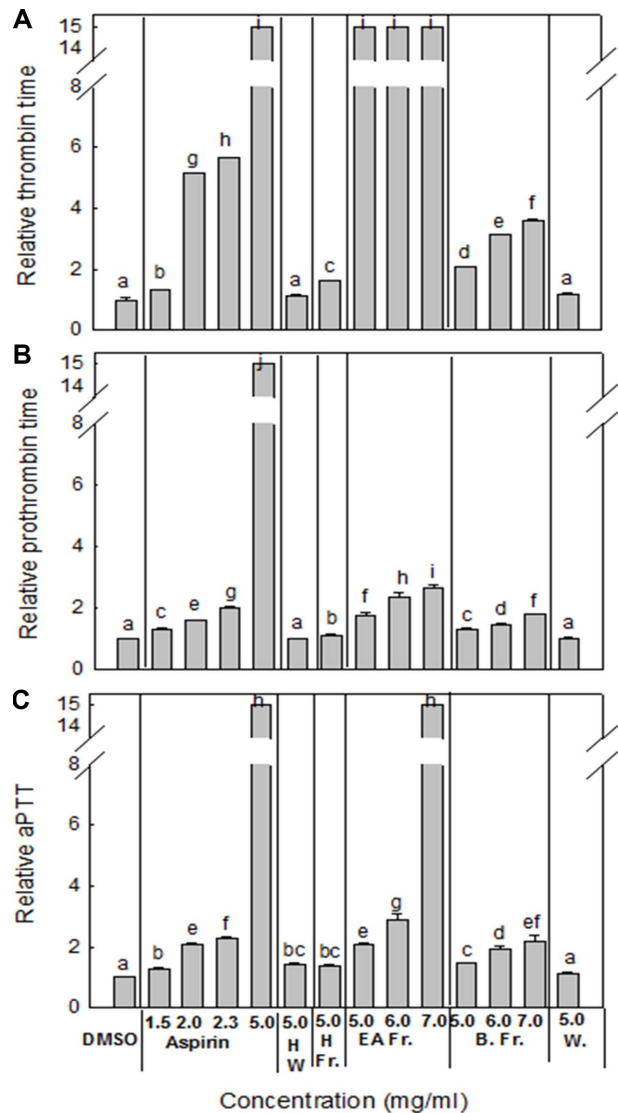 A
Relative thrombin time
15
14
8
6
4
2
0
a b g h i a c i i i d e f a
B
Relative prothrombin time
15
14
8
6
4
2
0
a c e g j a b f h i c d f a
C
Relative aPTT
15
14
8
6
4
2
0
a b e f h bc bc e g h c d ef a
1.5 2.0 2.3 5.0 5.0 5.0 5.0 6.0 7.0 5.0 6.0 7.0 5.0
DMSO Aspirin H W H Fr. EA Fr. B. Fr. W.
Concentration (mg/ml)